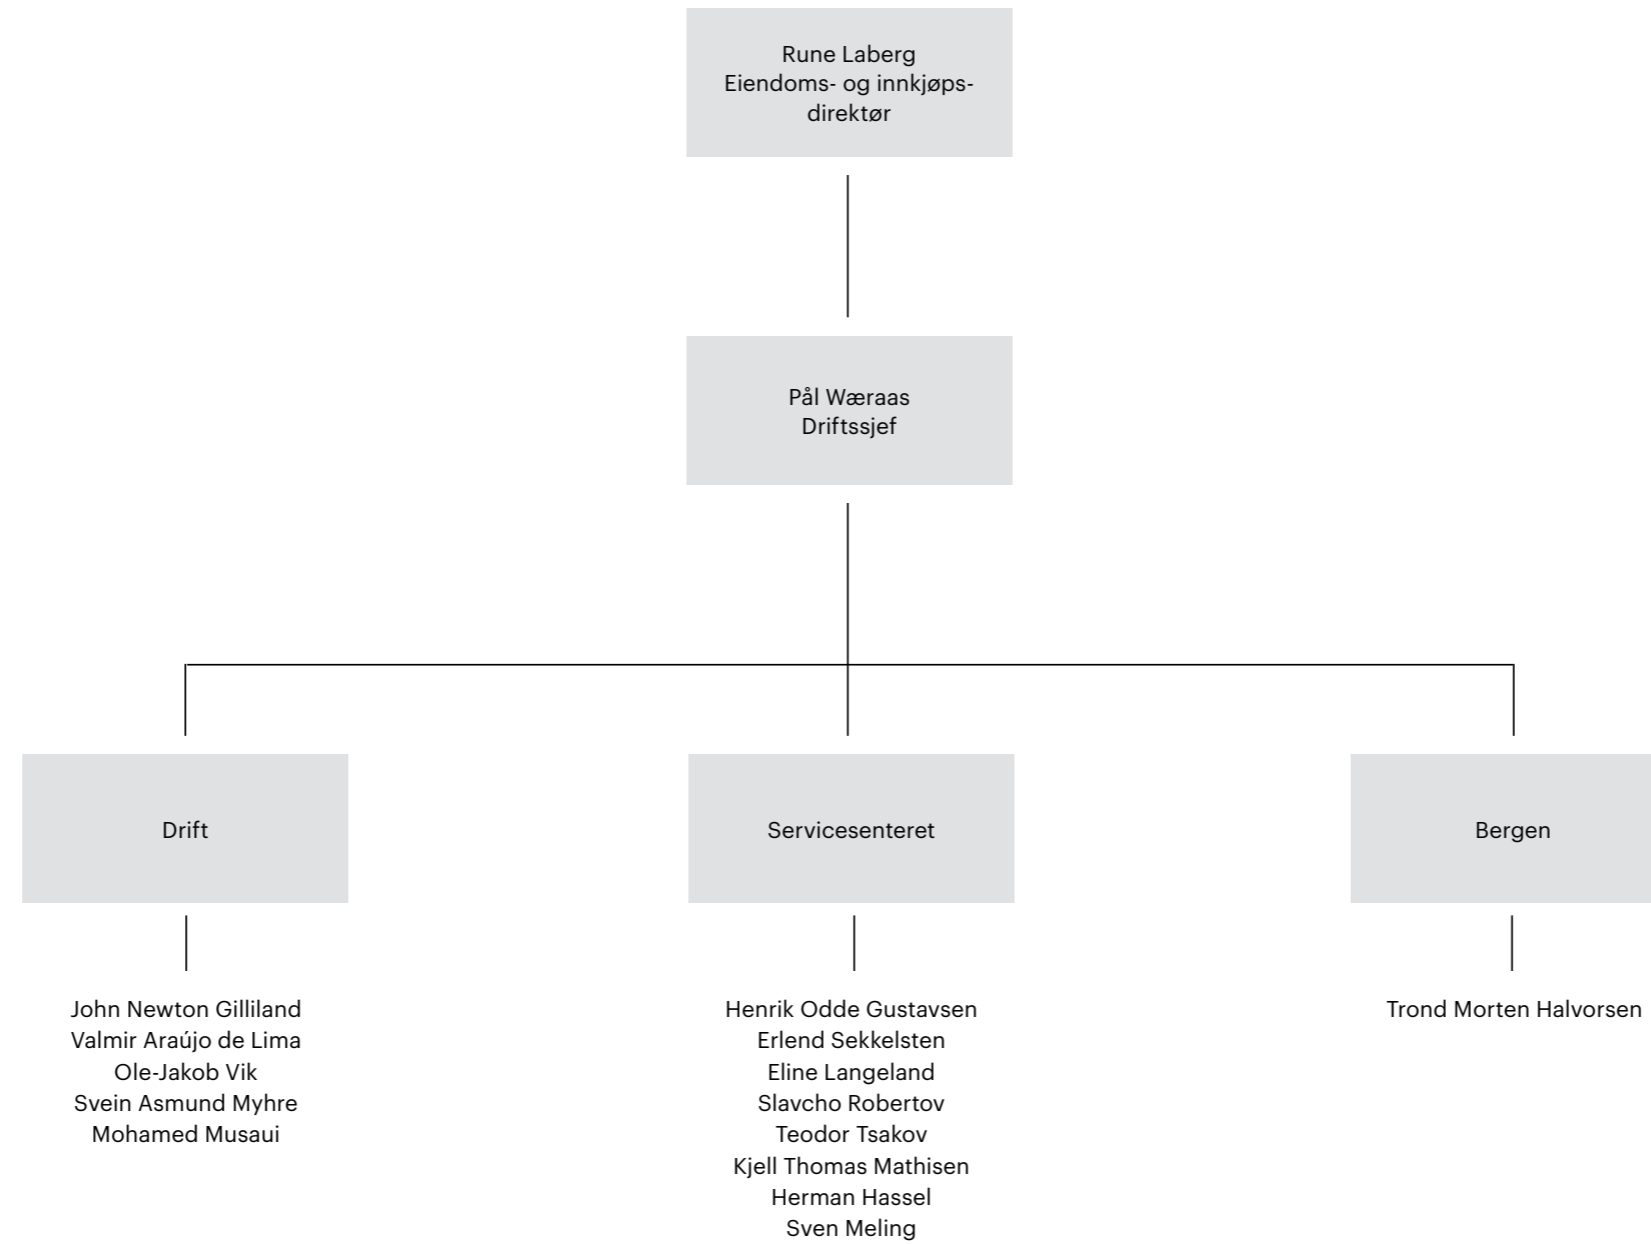 Rune Laberg
Eiendoms- og innkjøps-
direktør
Pål Wæraas
Driftssjef
Drift
Servicesenteret
Bergen
John Newton Gilliland
Valmir Araújo de Lima
Ole-Jakob Vik
Svein Asmund Myhre
Mohamed Musaui
Henrik Odde Gustavsen
Erlend Sekkelsten
Eline Langeland
Slavcho Robertov
Teodor Tsakov
Kjell Thomas Mathisen
Herman Hassel
Sven Meling
Trond Morten Halvorsen